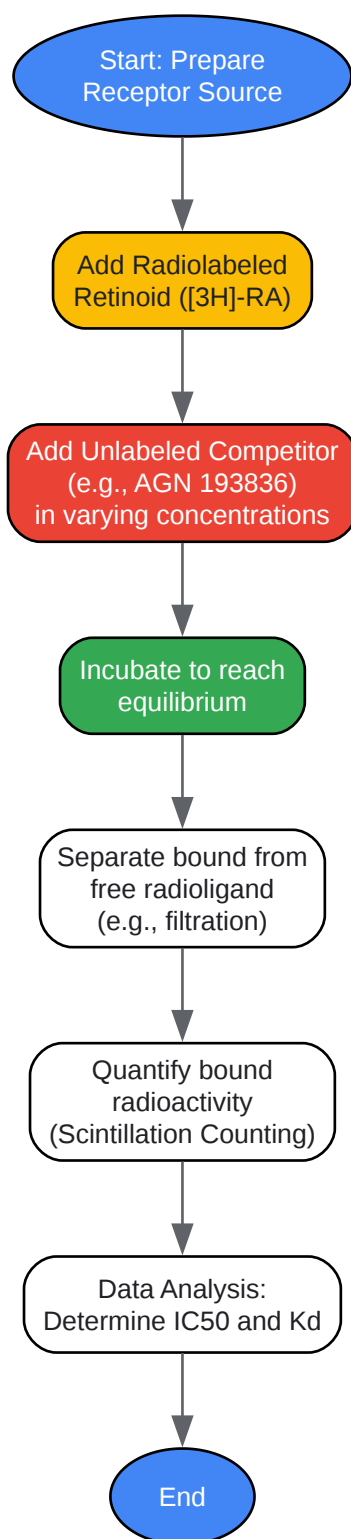 Start: Prepare
Receptor Source
Add Radiolabeled
Retinoid ([3H]-RA)
Add Unlabeled Competitor
(e.g., AGN 193836)
in varying concentrations
Incubate to reach
equilibrium
Separate bound from
free radioligand
(e.g., filtration)
Quantify bound
radioactivity
(Scintillation Counting)
Data Analysis:
Determine IC50 and Kd
End